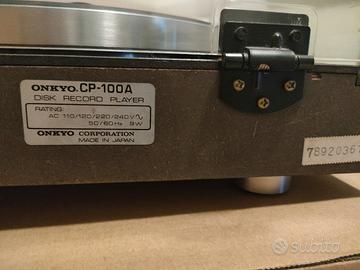 ONKYO. CP-100A
DISK RECORD PLAYER
RATING:
AC 110/120/220/240V∿
50/60Hz 9W
ONKYO CORPORATION
MADE IN JAPAN
7892036
subito